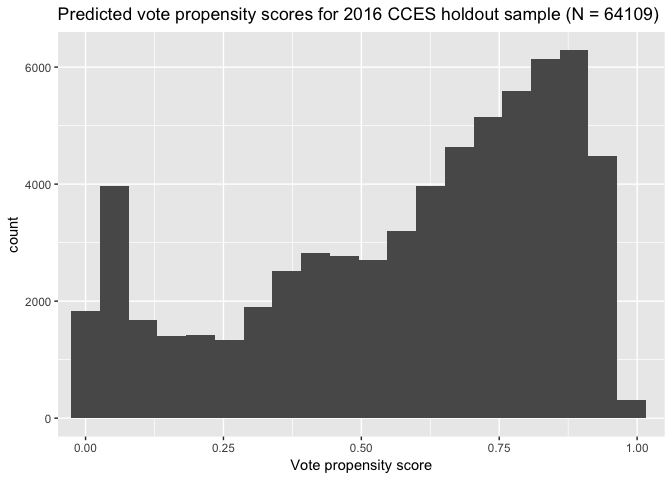 Predicted vote propensity scores for 2016 CCES holdout sample (N = 64109)
6000
4000
2000
0
count
0.00 0.25 0.50 0.75 1.00
Vote propensity score